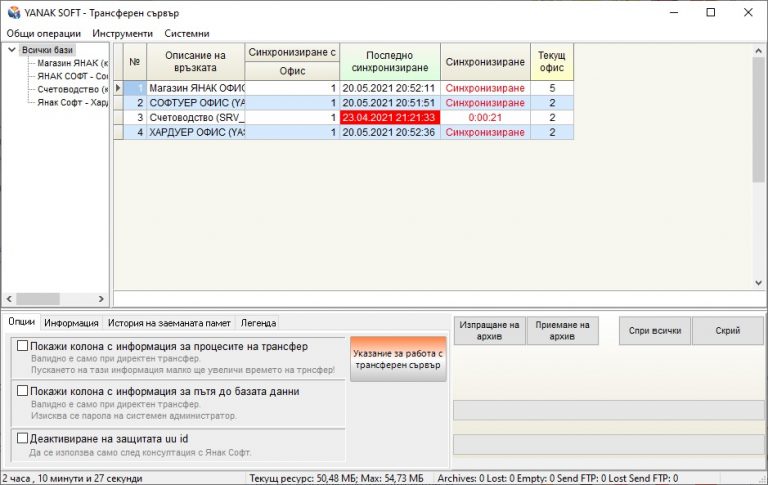 YANAK SOFT - Трансферен сървър
Общи операции Инструменти Системни
Всички бази
Магазин ЯНАК (к
ЯНАК СОФТ - Соф
Счетоводство (к
Янак Софт - Хард
№ Описание на връзката Синхронизиране с Офис Последно синхронизиране Синхронизиране Текущ офис
1 Магазин ЯНАК ОФИС 1 20.05.2021 20:52:11 Синхронизиране 5
2 СОФТУЕР ОФИС (YA 1 20.05.2021 20:51:51 Синхронизиране 2
3 Счетоводство (SRV_ 1 23.04.2021 21:21:33 0:00:21 2
4 ХАРДУЕР ОФИС (YAS 1 20.05.2021 20:52:36 Синхронизиране 2
Опции Информация История на заеманата памет Легенда
Покажи колона с информация за процесите на трансфер
Валидно е само при директен трансфер.
Пускането на тази информация малко ще увеличи времето на трнсфер!
Покажи колона с информация за пътя до базата данни
Валидно е само при директен трансфер.
Изисква се парола на системен администратор.
Деактивиране на защитата uu id
Да се използва само след консултация с Янак Софт.
Указание за работа с
трансферен сървър
Изпращане на архив Приемане на архив Спри всички Скрий
2 часа , 10 минути и 27 секунди Текущ ресурс: 50,48 МБ; Max: 54,73 МБ Archives: 0 Lost: 0 Empty: 0 Send FTP: 0 Lost Send FTP: 0